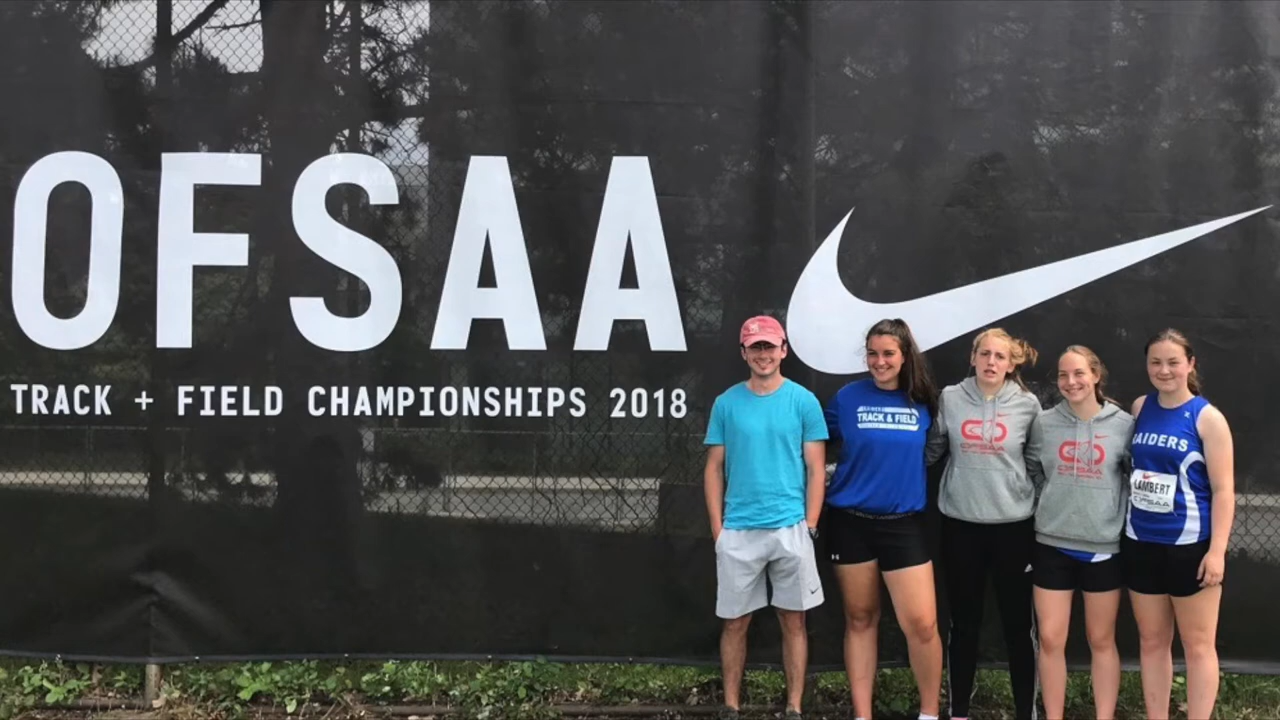 OFSAA
TRACK + FIELD CHAMPIONSHIPS 2018
TRACK & FIELD
OFSAA
OFSAA
RAIDERS
LAMBERT
OFSAA